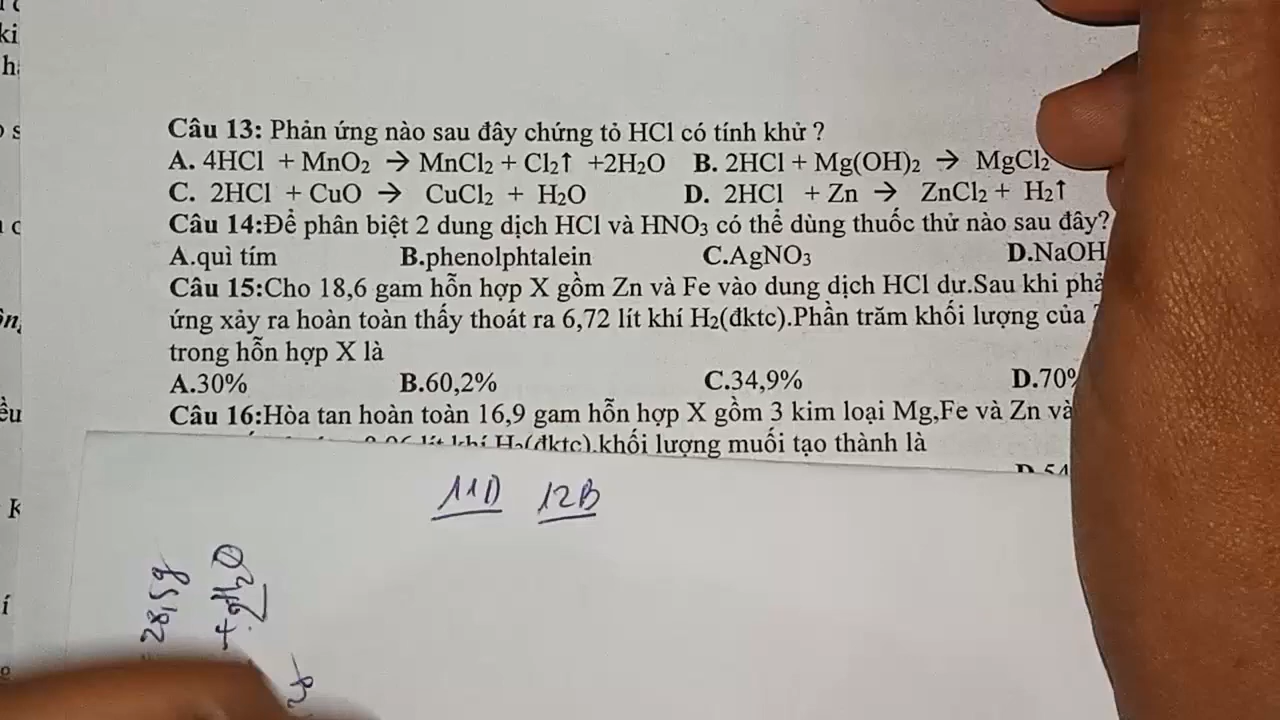 Câu 13: Phản ứng nào sau đây chứng tỏ HCl có tính khử ?
A. 4HCl + MnO₂ → MnCl₂ + Cl₂↑ +2H₂O B. 2HCl + Mg(OH)₂ → MgCl₂
C. 2HCl + CuO → CuCl₂ + H₂O D. 2HCl + Zn → ZnCl₂ + H₂↑
Câu 14:Để phân biệt 2 dung dịch HCl và HNO₃ có thể dùng thuốc thử nào sau đây?
A.quì tím B.phenolphtalein C.AgNO₃ D.NaOH
Câu 15:Cho 18,6 gam hỗn hợp X gồm Zn và Fe vào dung dịch HCl dư.Sau khi
ứng xảy ra hoàn toàn thấy thoát ra 6,72 lít khí H₂(đktc).Phần trăm khối lượng của
trong hỗn hợp X là
A.30% B.60,2% C.34,9% D.70%
Câu 16:Hòa tan hoàn toàn 16,9 gam hỗn hợp X gồm 3 kim loại Mg,Fe và Zn
lít khí H₂(đktc).khối lượng muối tạo thành là
11D 12B
28,5g